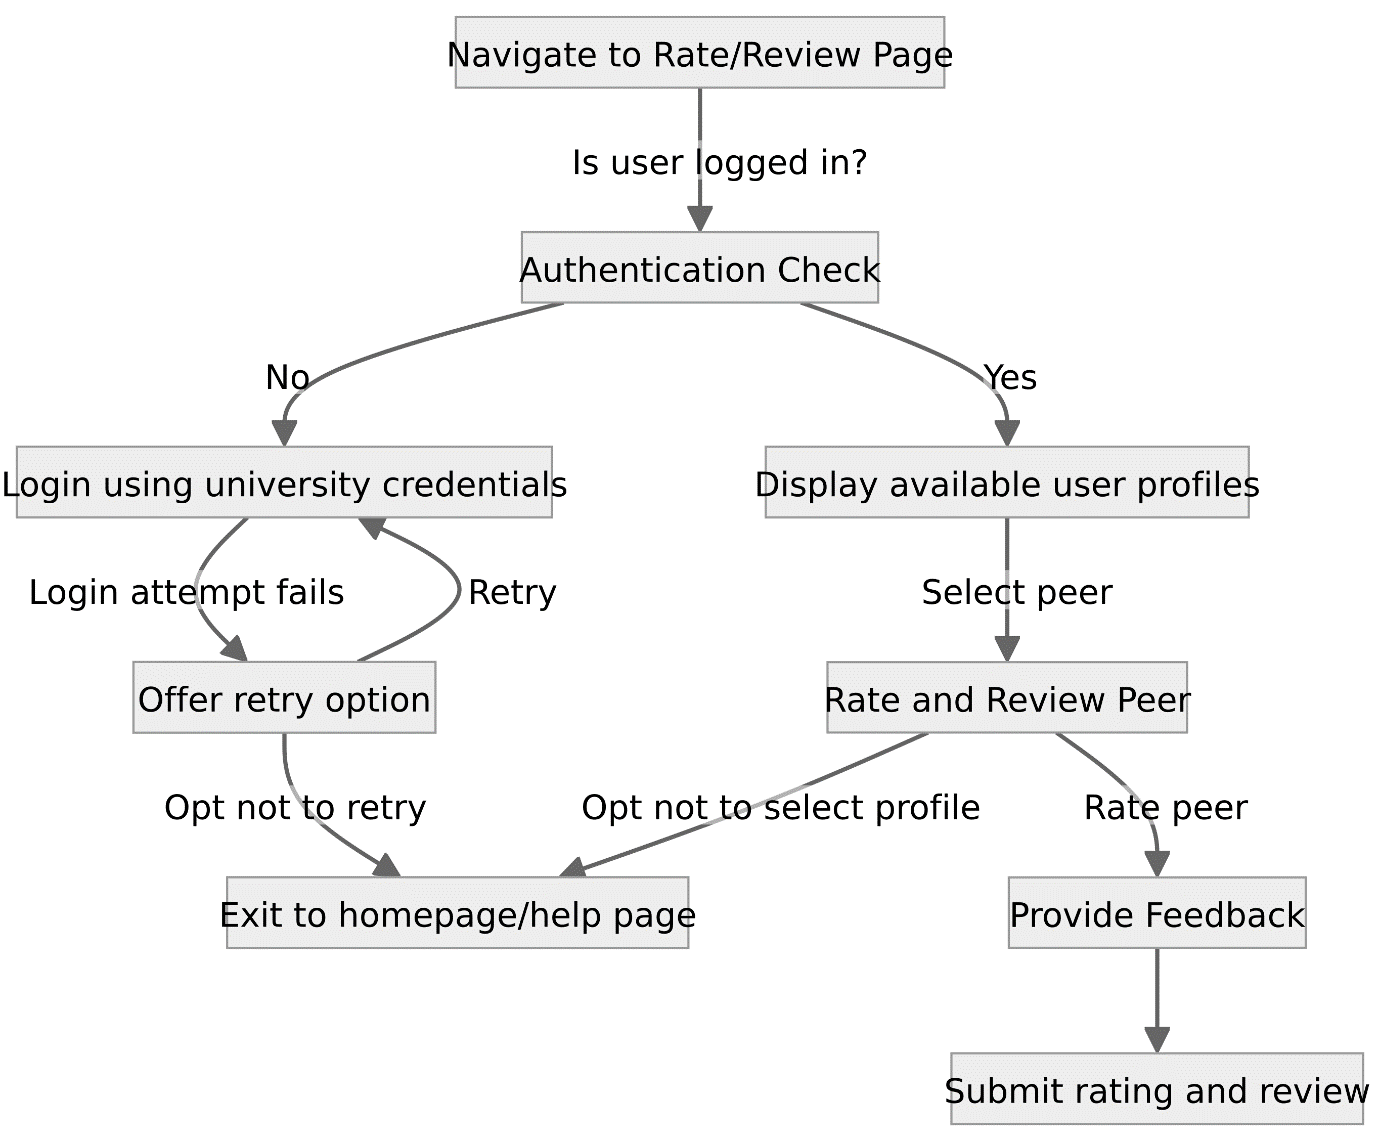 Navigate to Rate/Review Page
Is user logged in?
Authentication Check
No
Yes
Login using university credentials
Display available user profiles
Login attempt fails
Retry
Select peer
Offer retry option
Rate and Review Peer
Opt not to retry
Opt not to select profile
Rate peer
Exit to homepage/help page
Provide Feedback
Submit rating and review